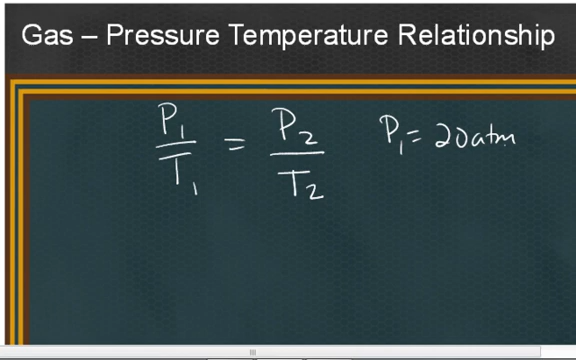 Gas – Pressure Temperature Relationship
P₁/T₁ = P₂/T₂ P₁ = 20atm